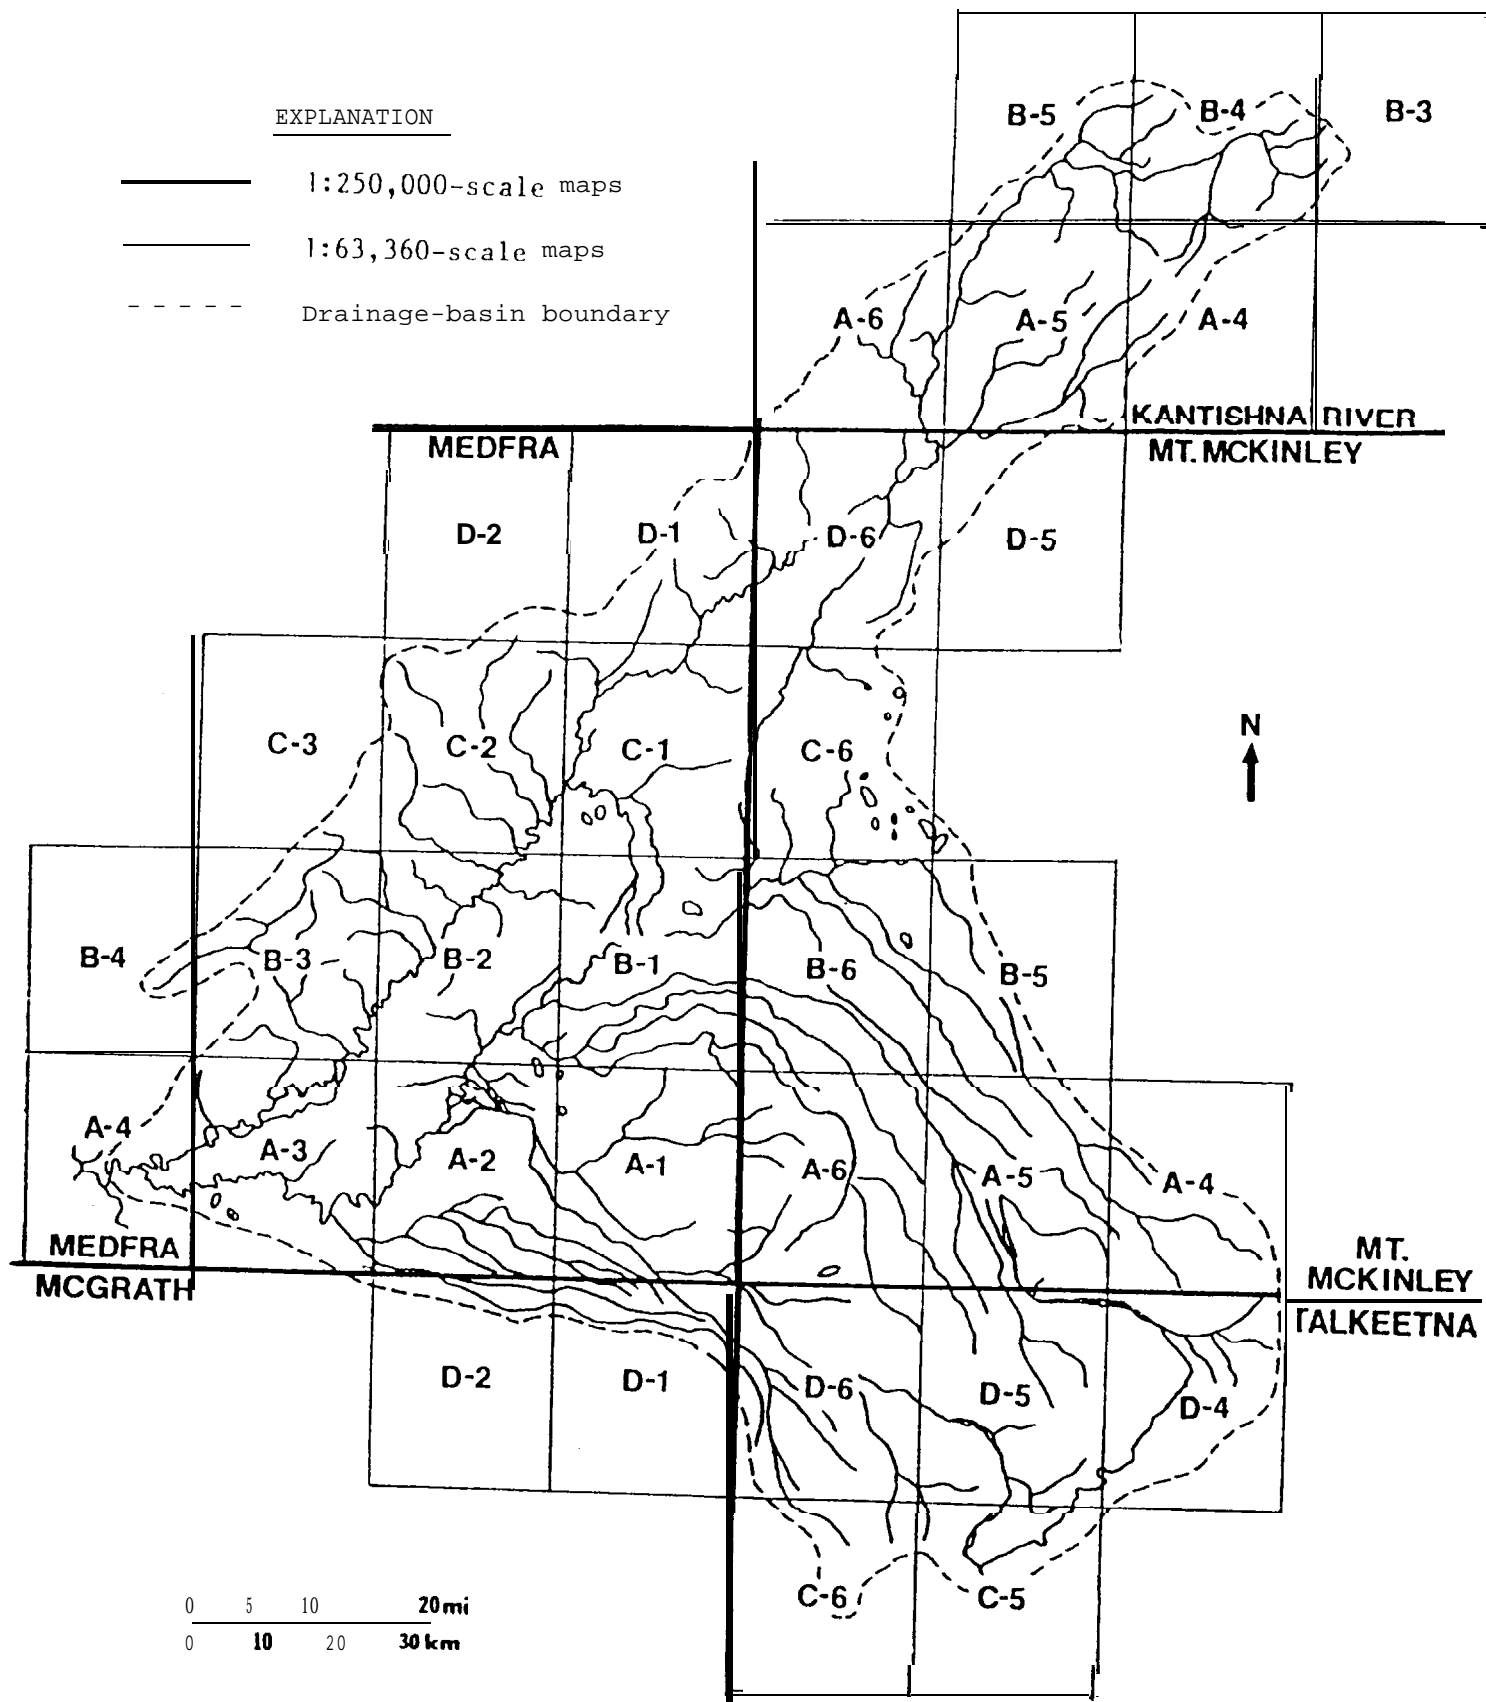 EXPLANATION
1:250,000-scale maps
1:63,360-scale maps
Drainage-basin boundary
B-5 B-4 B-3
A-6 A-5 A-4
KANTISHNA RIVER
MEDFRA MT. MCKINLEY
D-2 D-1 D-6 D-5
N
C-3 C-2 C-1 C-6
B-4 B-3 B-2 B-1 B-6 B-5
A-4 A-3 A-2 A-1 A-6 A-5 A-4
MEDFRA MT.
MCKINLEY
MCGRATH
TALKEETNA
D-2 D-1 D-6 D-5 D-4
C-6 C-5
0 5 10 20 mi
0 10 20 30 km